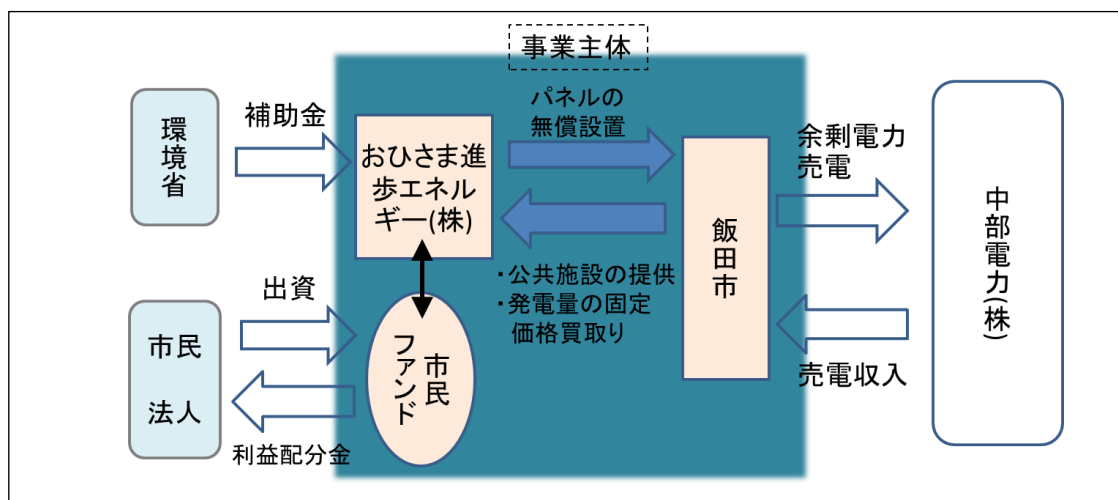 事業主体
環境省
補助金
おひさま進
歩エネル
ギー(株)
パネルの
無償設置
余剰電力
売電
飯田市
中部電力(株)
・公共施設の提供
・発電量の固定
価格買取り
出資
市民
法人
市民
ファンド
利益配分金
売電収入